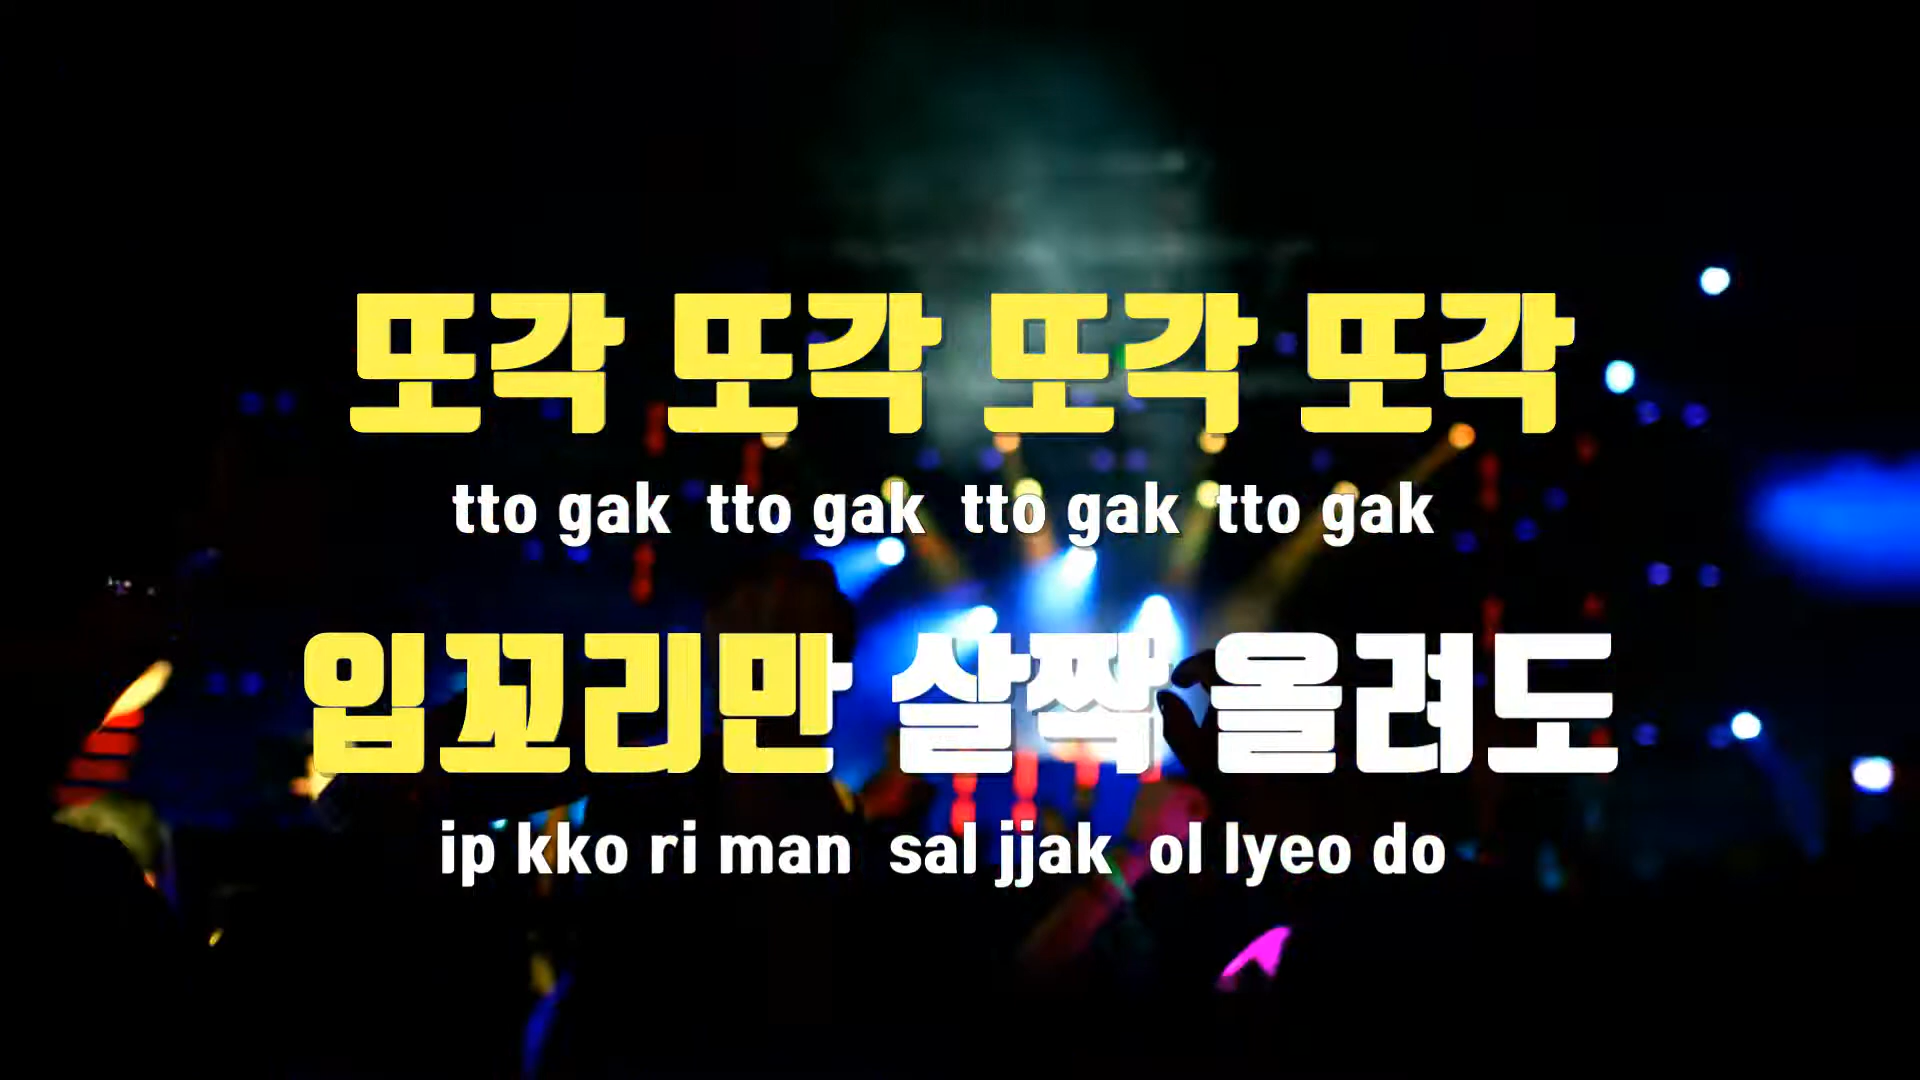 또각 또각 또각 또각
tto gak tto gak tto gak tto gak
입꼬리만 살짝 올려도
ip kko ri man sal jjak ol lyeo do